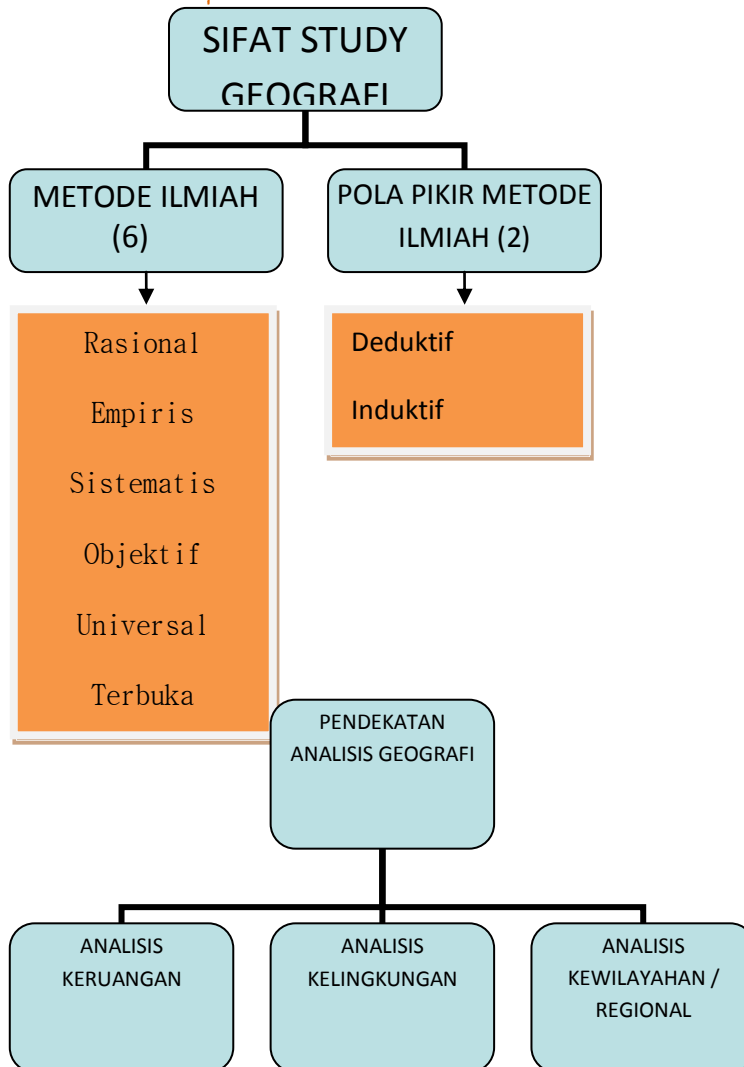 SIFAT STUDY
GEOGRAFI
METODE ILMIAH
(6)
POLA PIKIR METODE
ILMIAH (2)
Rasional
Empiris
Sistematis
Objektif
Universal
Terbuka
Deduktif
Induktif
PENDEKATAN
ANALISIS GEOGRAFI
ANALISIS
KERUANGAN
ANALISIS
KELINGKUNGAN
ANALISIS
KEWILAYAHAN /
REGIONAL